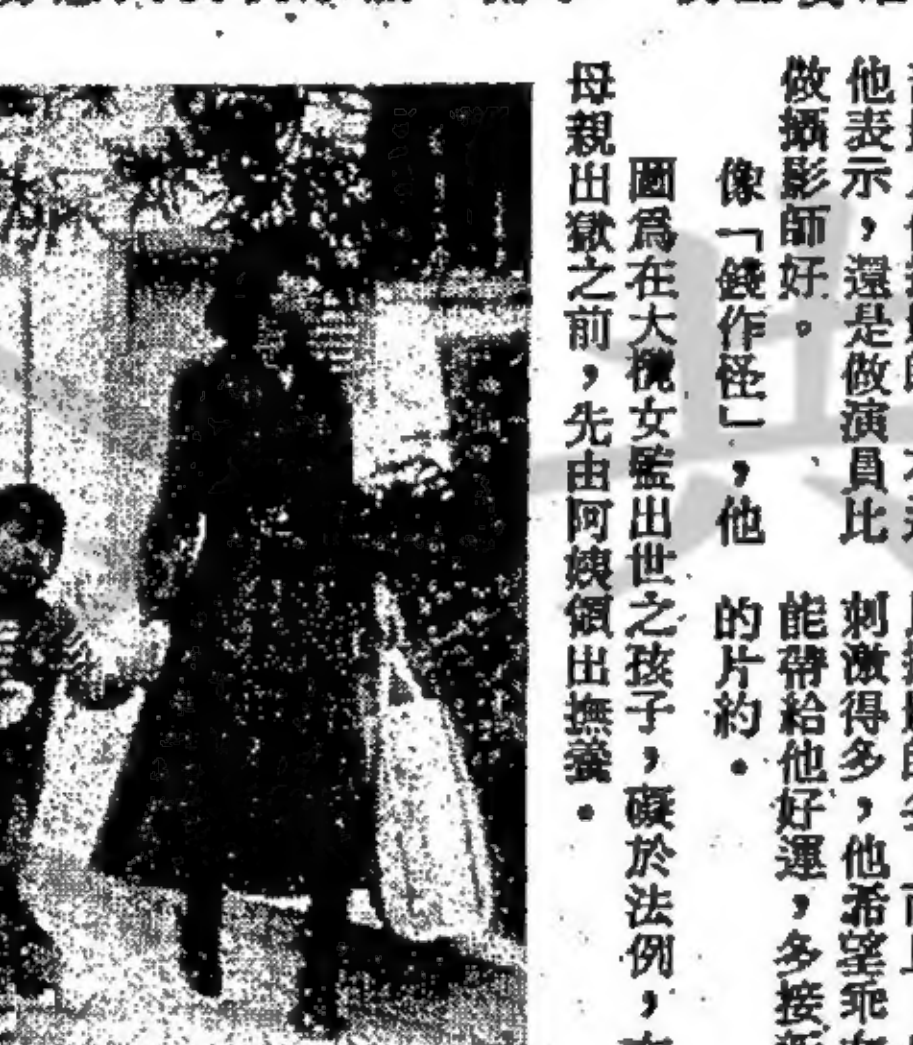 他表示，還是做演員比
做攝影師好。
像「錢作怪」，他
刺激得多，他希望乖
能帶給他好運，多接
的片約．
圖爲在大欖女監出世之孩子，礙於法例，
母親出獄之前，先由阿姨領出撫養．